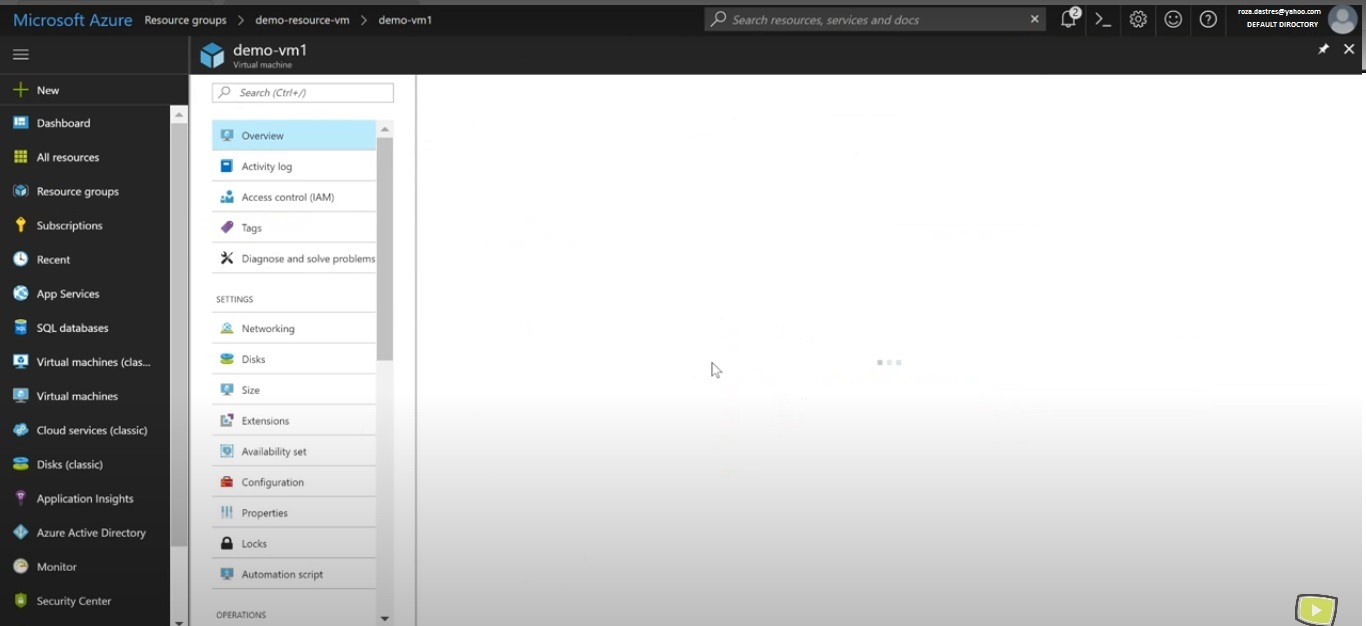 Microsoft Azure Resource groups > demo-resource-vm > demo-vm1
Search resources, services and docs
2
roza.dastres@yahoo.com
DEFAULT DIROCTORY
demo-vm1
Virtual machine
New
Dashboard
All resources
Resource groups
Subscriptions
Recent
App Services
SQL databases
Virtual machines (clas...
Virtual machines
Cloud services (classic)
Disks (classic)
Application Insights
Azure Active Directory
Monitor
Security Center
Search (Ctrl+/)
Overview
Activity log
Access control (IAM)
Tags
Diagnose and solve problems
SETTINGS
Networking
Disks
Size
Extensions
Availability set
Configuration
Properties
Locks
Automation script
OPERATIONS